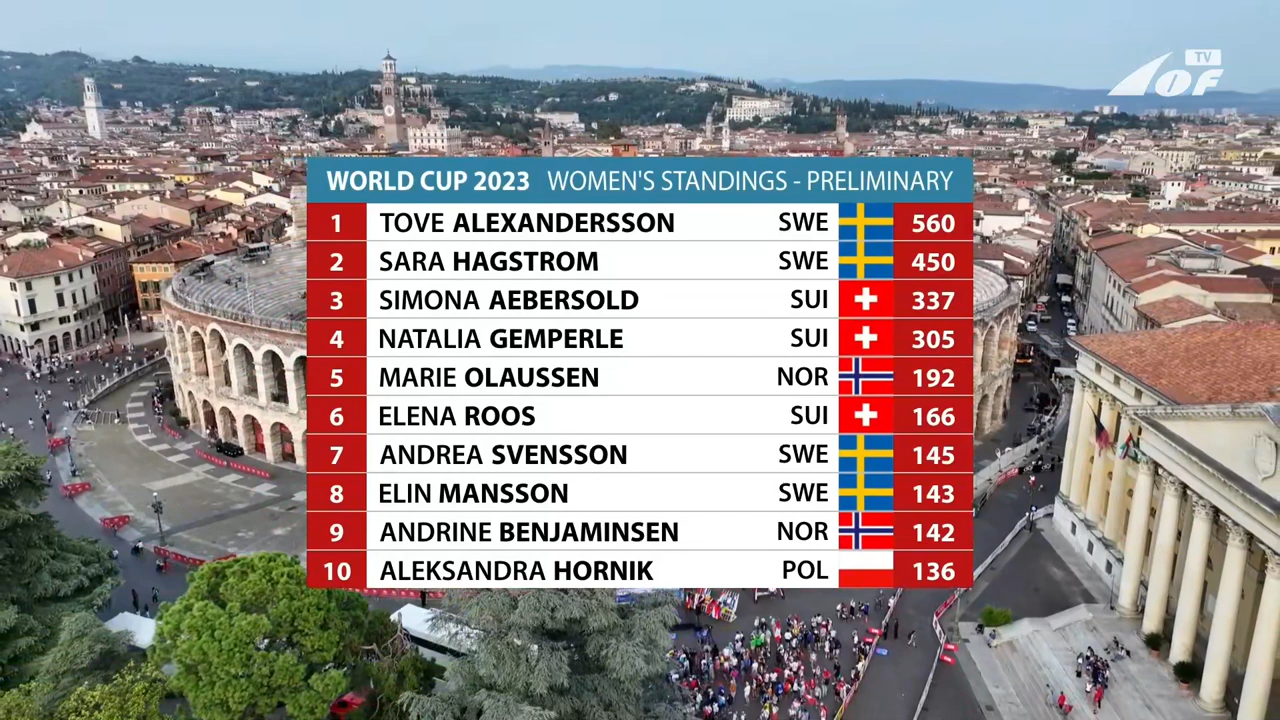 TV
IOF
WORLD CUP 2023 WOMEN'S STANDINGS - PRELIMINARY
1 TOVE ALEXANDERSSON SWE 560
2 SARA HAGSTROM SWE 450
3 SIMONA AEBERSOLD SUI 337
4 NATALIA GEMPERLE SUI 305
5 MARIE OLAUSSEN NOR 192
6 ELENA ROOS SUI 166
7 ANDREA SVENSSON SWE 145
8 ELIN MANSSON SWE 143
9 ANDRINE BENJAMINSEN NOR 142
10 ALEKSANDRA HORNIK POL 136